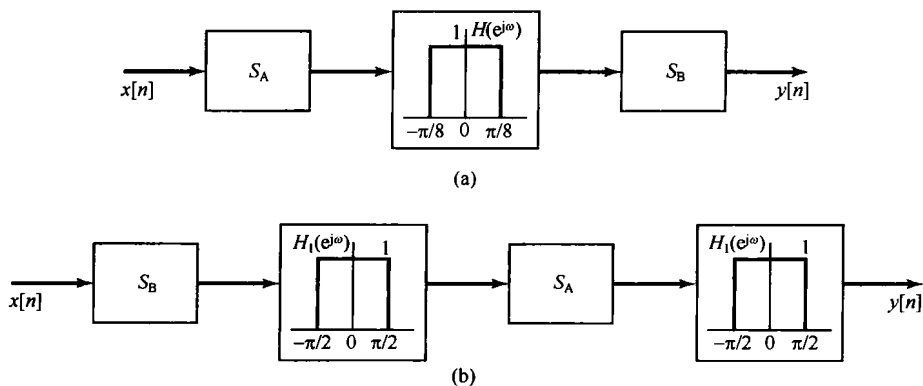 1 H(e^{jω})
x[n] S_A S_B y[n]
−π/8 0 π/8
(a)
H_1(e^{jω}) 1 H_1(e^{jω}) 1
x[n] S_B S_A y[n]
−π/2 0 π/2 −π/2 0 π/2
(b)